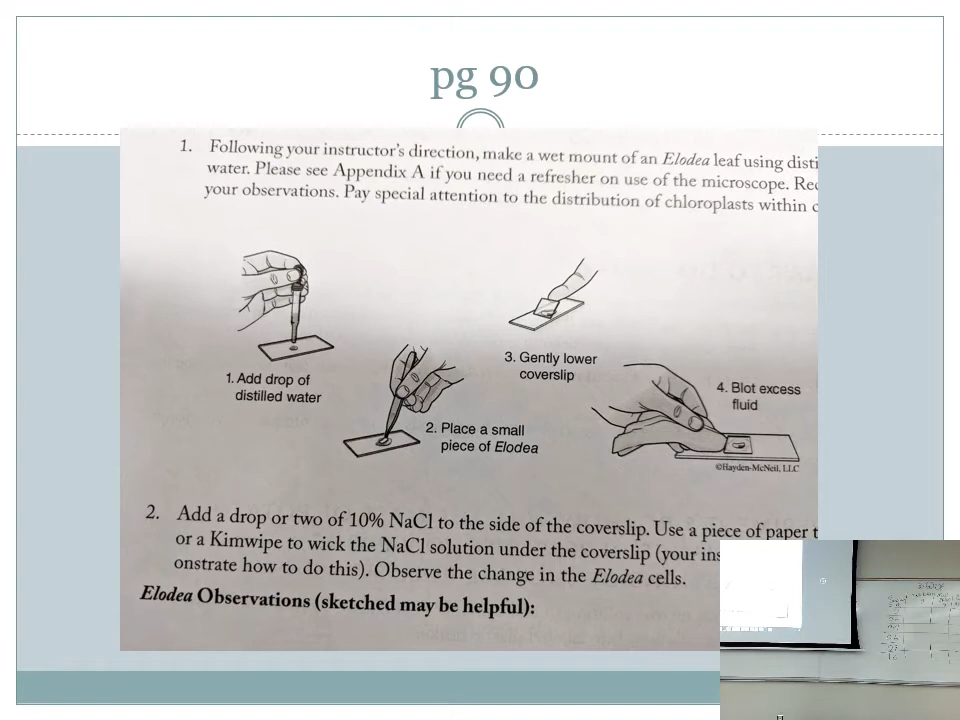 pg 90
1. Following your instructor's direction, make a wet mount of an Elodea leaf using disti
water. Please see Appendix A if you need a refresher on use of the microscope. Rec
your observations. Pay special attention to the distribution of chloroplasts within c
3. Gently lower
coverslip
1. Add drop of
distilled water
4. Blot excess
fluid
2. Place a small
piece of Elodea
©Hayden-McNeil, LLC
2. Add a drop or two of 10% NaCl to the side of the coverslip. Use a piece of paper t
or a Kimwipe to wick the NaCl solution under the coverslip (your ins
onstrate how to do this). Observe the change in the Elodea cells.
Elodea Observations (sketched may be helpful):